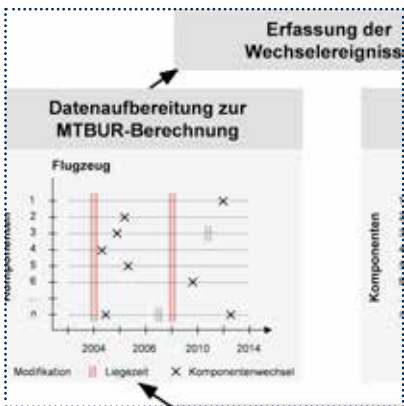 Erfassung der
Wechselereigniss
Datenaufbereitung zur
MTBUR-Berechnung
Flugzeug
Komponenten
1
2
3
4
5
6
n
2004 2006 2010 2014
Modifikation Liegezeit Komponentenwechsel
Komponenten